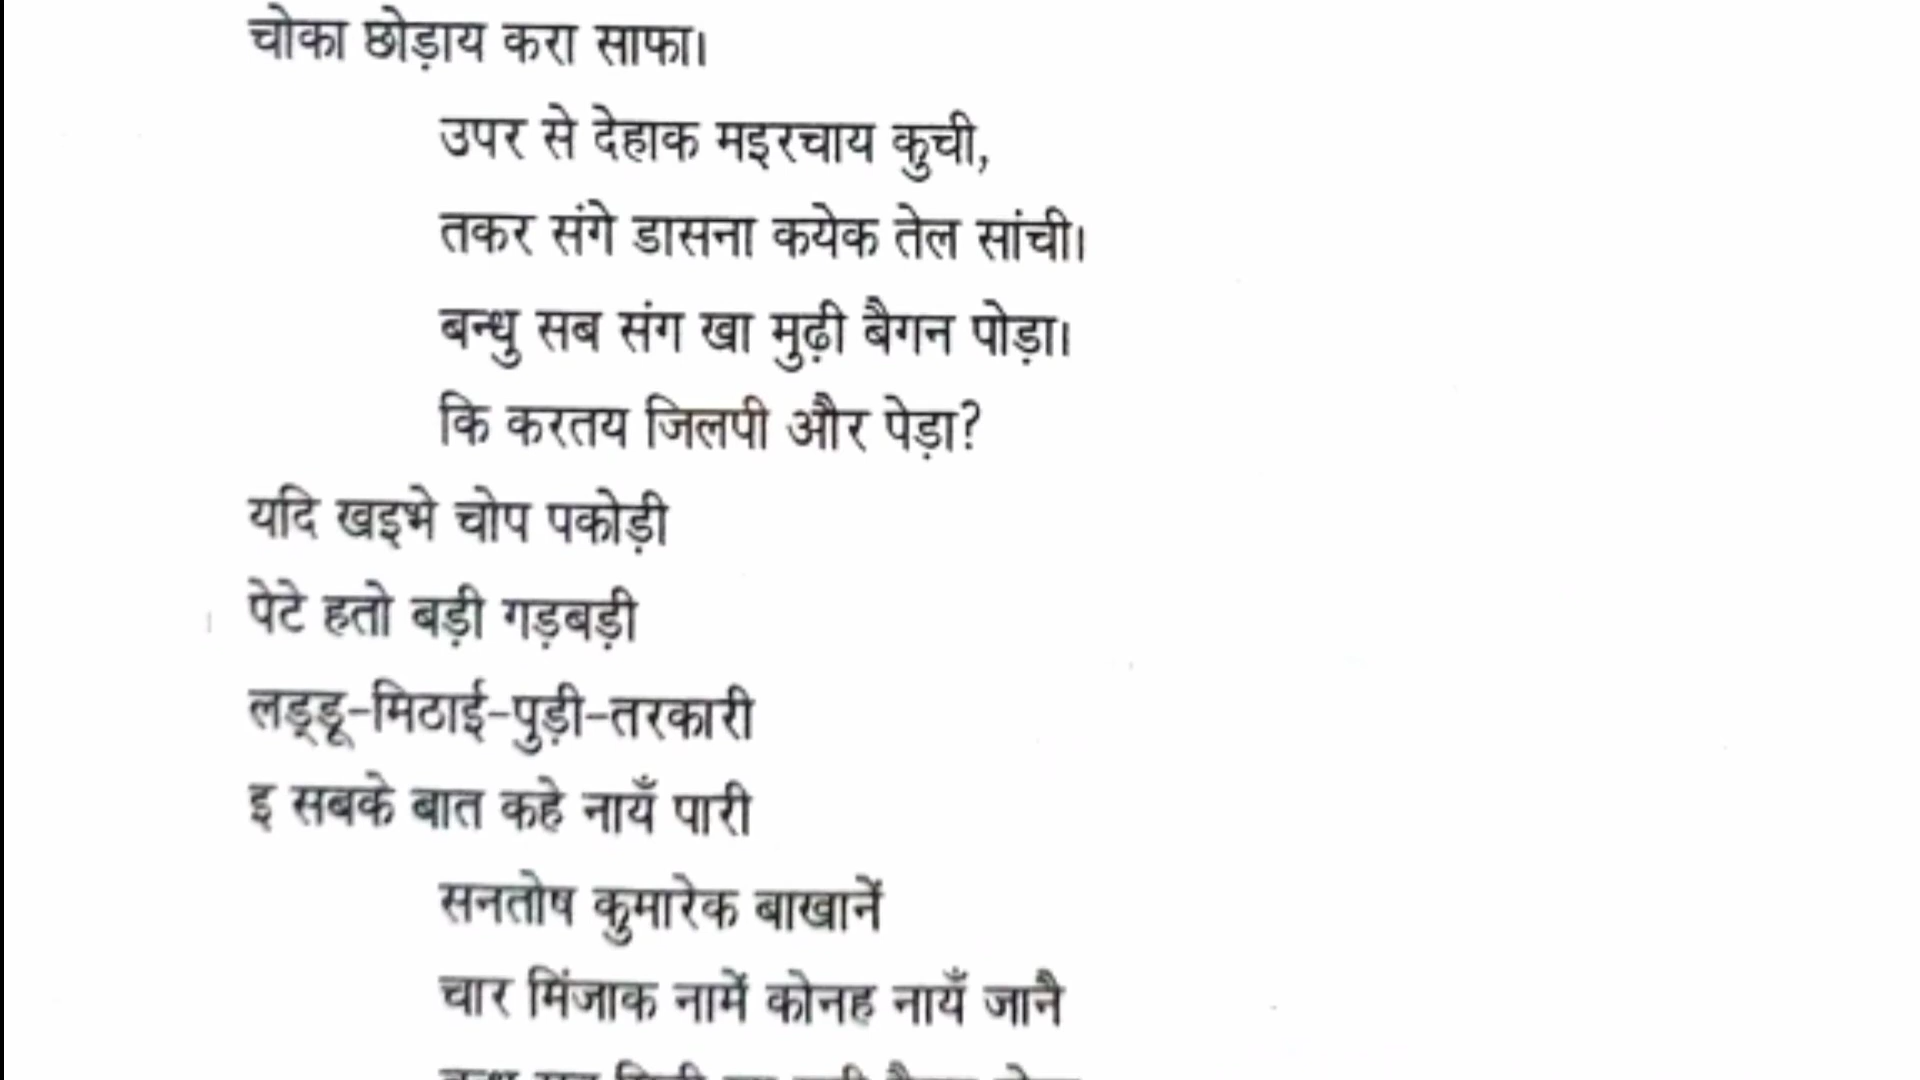 चोका छोड़ाय करा साफा।
उपर से देहाक मइरचाय कुची,
तकर संगे डासना कयेक तेल सांची।
बन्धु सब संग खा मुढ़ी बैगन पोड़ा।
कि करतय जिलपी और पेड़ा?
यदि खइभे चोप पकोड़ी
पेटे हतो बड़ी गड़बड़ी
लड्डू-मिठाई-पुड़ी-तरकारी
इ सबके बात कहे नायँ पारी
सनतोष कुमारेक बाखानें
चार मिंजाक नामें कोनह नायँ जानै